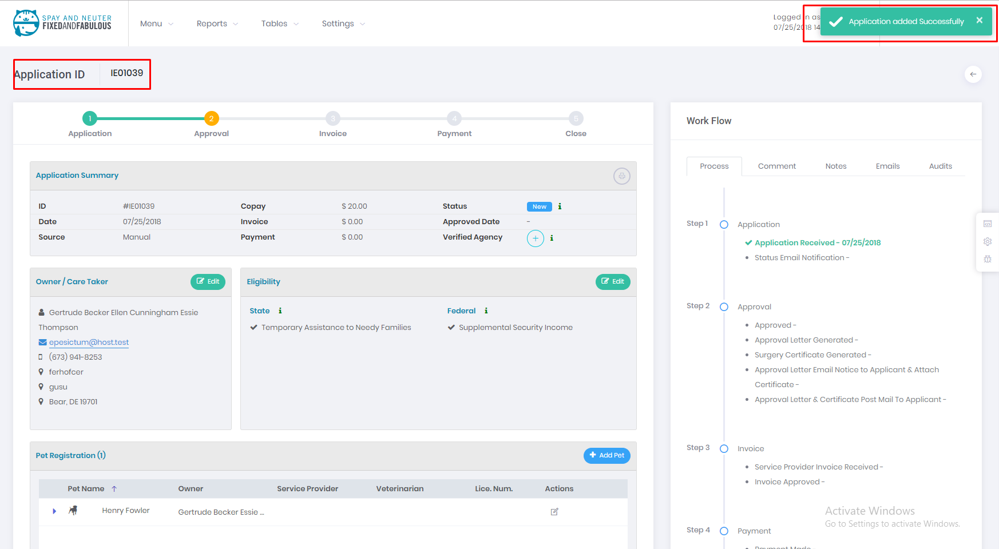 SPAY AND NEUTER
FIXEDANDFABULOUS
Menu
Reports
Tables
Settings
Logged in as
07/25/2018 14
Application added Successfully
Application ID
IE01039
1
2
3
4
5
Application
Approval
Invoice
Payment
Close
Application Summary
ID #IE01039 Copay $ 20.00 Status New
Date 07/25/2018 Invoice $ 0.00 Approved Date -
Source Manual Payment $ 0.00 Verified Agency
Owner / Care Taker
Edit
Gertrude Becker Ellen Cunningham Essie
Thompson
epesictum@host.test
(673) 941-8253
ferhofcer
gusu
Bear, DE 19701
Eligibility
Edit
State
Temporary Assistance to Needy Families
Federal
Supplemental Security Income
Pet Registration (1)
Add Pet
Pet Name Owner Service Provider Veterinarian Lice. Num. Actions
Henry Fowler Gertrude Becker Essie ...
Work Flow
Process
Comment
Notes
Emails
Audits
Step 1 Application
Application Received - 07/25/2018
Status Email Notification -
Step 2 Approval
Approved -
Approval Letter Generated -
Surgery Certificate Generated -
Approval Letter Email Notice to Applicant & Attach
Certificate -
Approval Letter & Certificate Post Mail To Applicant -
Step 3 Invoice
Service Provider Invoice Received -
Invoice Approved -
Step 4 Payment
Payment Made -
Activate Windows
Go to Settings to activate Windows.